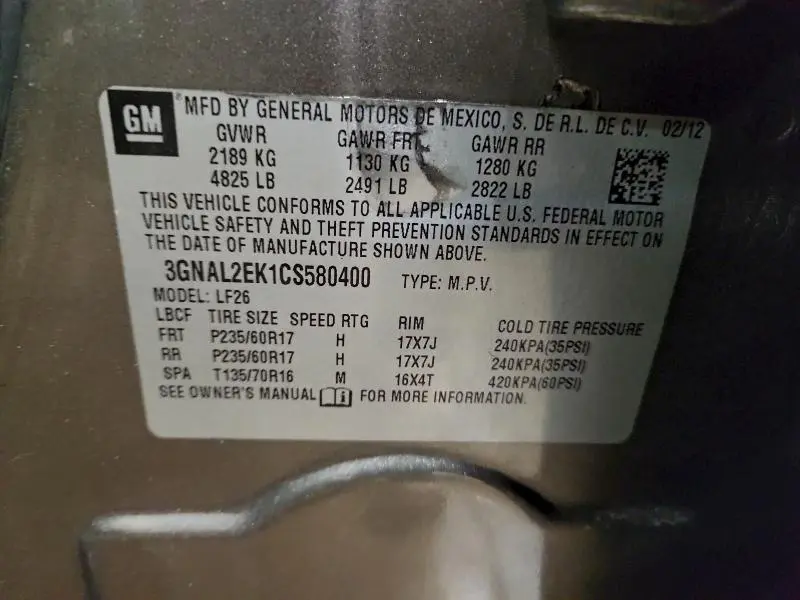 GM
®MFD BY GENERAL MOTORS DE MEXICO, S. DE R.L. DE C.V. 02/12
GVWR GAWR FRT GAWR RR
2189 KG 1130 KG 1280 KG
4825 LB 2491 LB 2822 LB
THIS VEHICLE CONFORMS TO ALL APPLICABLE U.S. FEDERAL MOTOR
VEHICLE SAFETY AND THEFT PREVENTION STANDARDS IN EFFECT ON
THE DATE OF MANUFACTURE SHOWN ABOVE.
3GNAL2EK1CS580400 TYPE: M.P.V.
MODEL: LF26
LBCF TIRE SIZE SPEED RTG RIM COLD TIRE PRESSURE
FRT P235/60R17 H 17X7J 240KPA(35PSI)
RR P235/60R17 H 17X7J 240KPA(35PSI)
SPA T135/70R16 M 16X4T 420KPA(60PSI)
SEE OWNER'S MANUAL i FOR MORE INFORMATION.